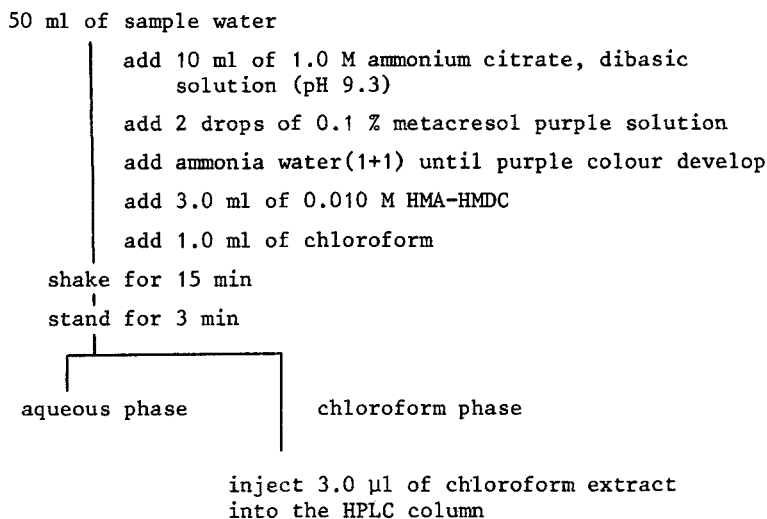 50 ml of sample water
add 10 ml of 1.0 M ammonium citrate, dibasic
solution (pH 9.3)
add 2 drops of 0.1 % metacresol purple solution
add ammonia water(1+1) until purple colour develop
add 3.0 ml of 0.010 M HMA-HMDC
add 1.0 ml of chloroform
shake for 15 min
stand for 3 min
aqueous phase
chloroform phase
inject 3.0 µl of chloroform extract
into the HPLC column